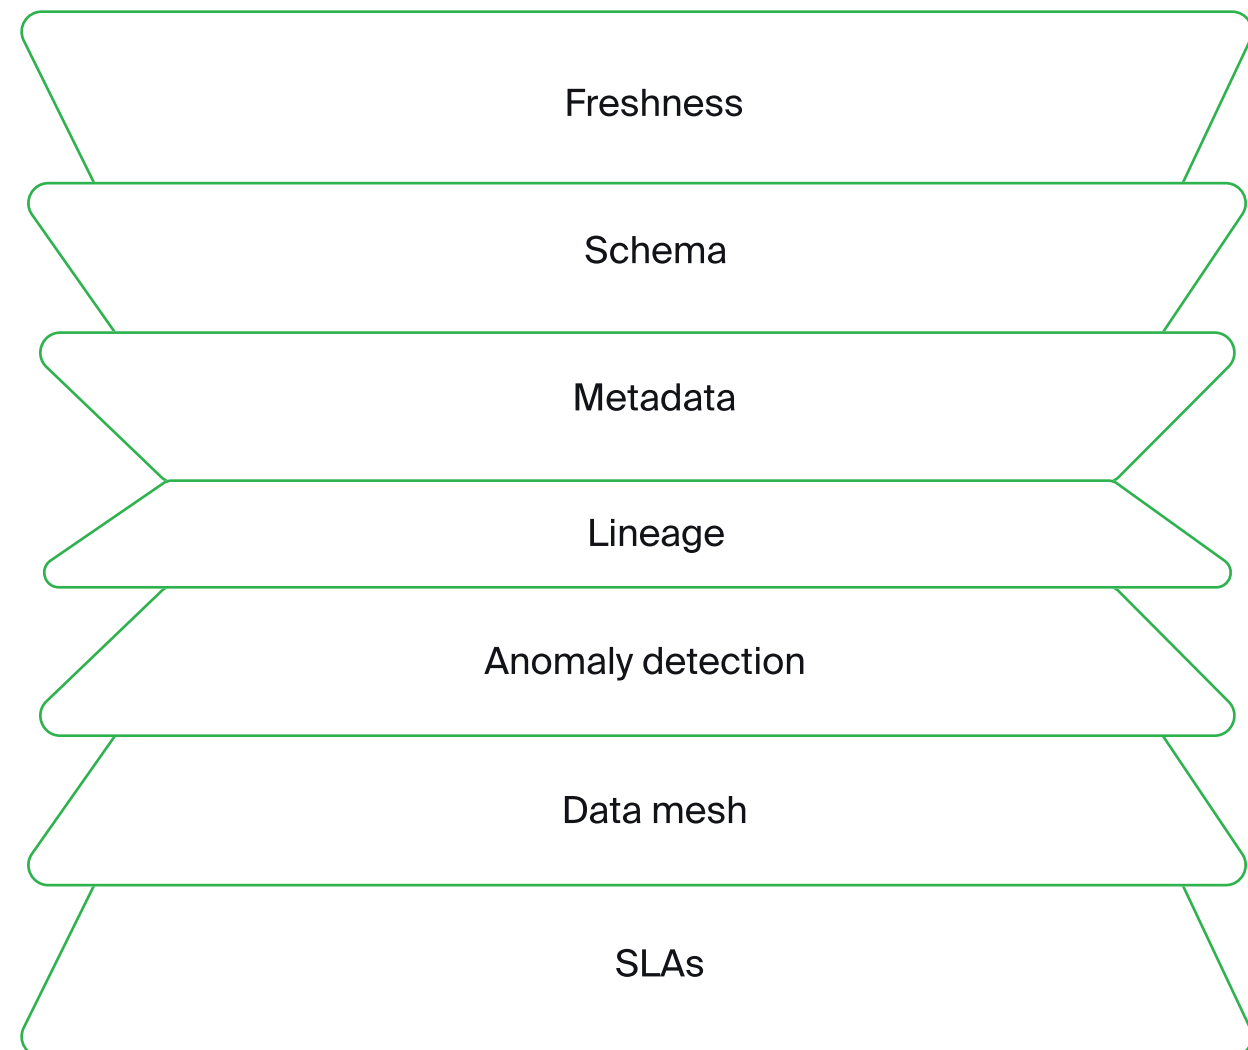 Freshness
Schema
Metadata
Lineage
Anomaly detection
Data mesh
SLAs